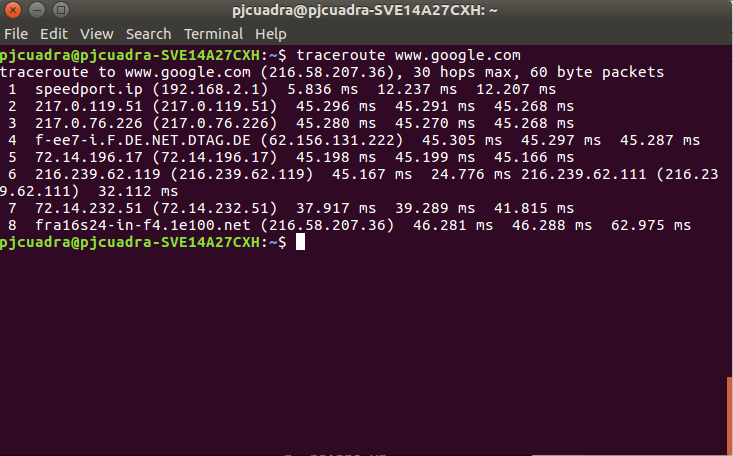 pjcuadra@pjcuadra-SVE14A27CXH: ~
File Edit View Search Terminal Help
pjcuadra@pjcuadra-SVE14A27CXH:~$ traceroute www.google.com
traceroute to www.google.com (216.58.207.36), 30 hops max, 60 byte packets
 1  speedport.ip (192.168.2.1)  5.836 ms  12.237 ms  12.207 ms
 2  217.0.119.51 (217.0.119.51)  45.296 ms  45.291 ms  45.268 ms
 3  217.0.76.226 (217.0.76.226)  45.280 ms  45.270 ms  45.268 ms
 4  f-ee7-i.F.DE.NET.DTAG.DE (62.156.131.222)  45.305 ms  45.297 ms  45.287 ms
 5  72.14.196.17 (72.14.196.17)  45.198 ms  45.199 ms  45.166 ms
 6  216.239.62.119 (216.239.62.119)  45.167 ms  24.776 ms 216.239.62.111 (216.23
9.62.111)  32.112 ms
 7  72.14.232.51 (72.14.232.51)  37.917 ms  39.289 ms  41.815 ms
 8  fra16s24-in-f4.1e100.net (216.58.207.36)  46.281 ms  46.288 ms  62.975 ms
pjcuadra@pjcuadra-SVE14A27CXH:~$